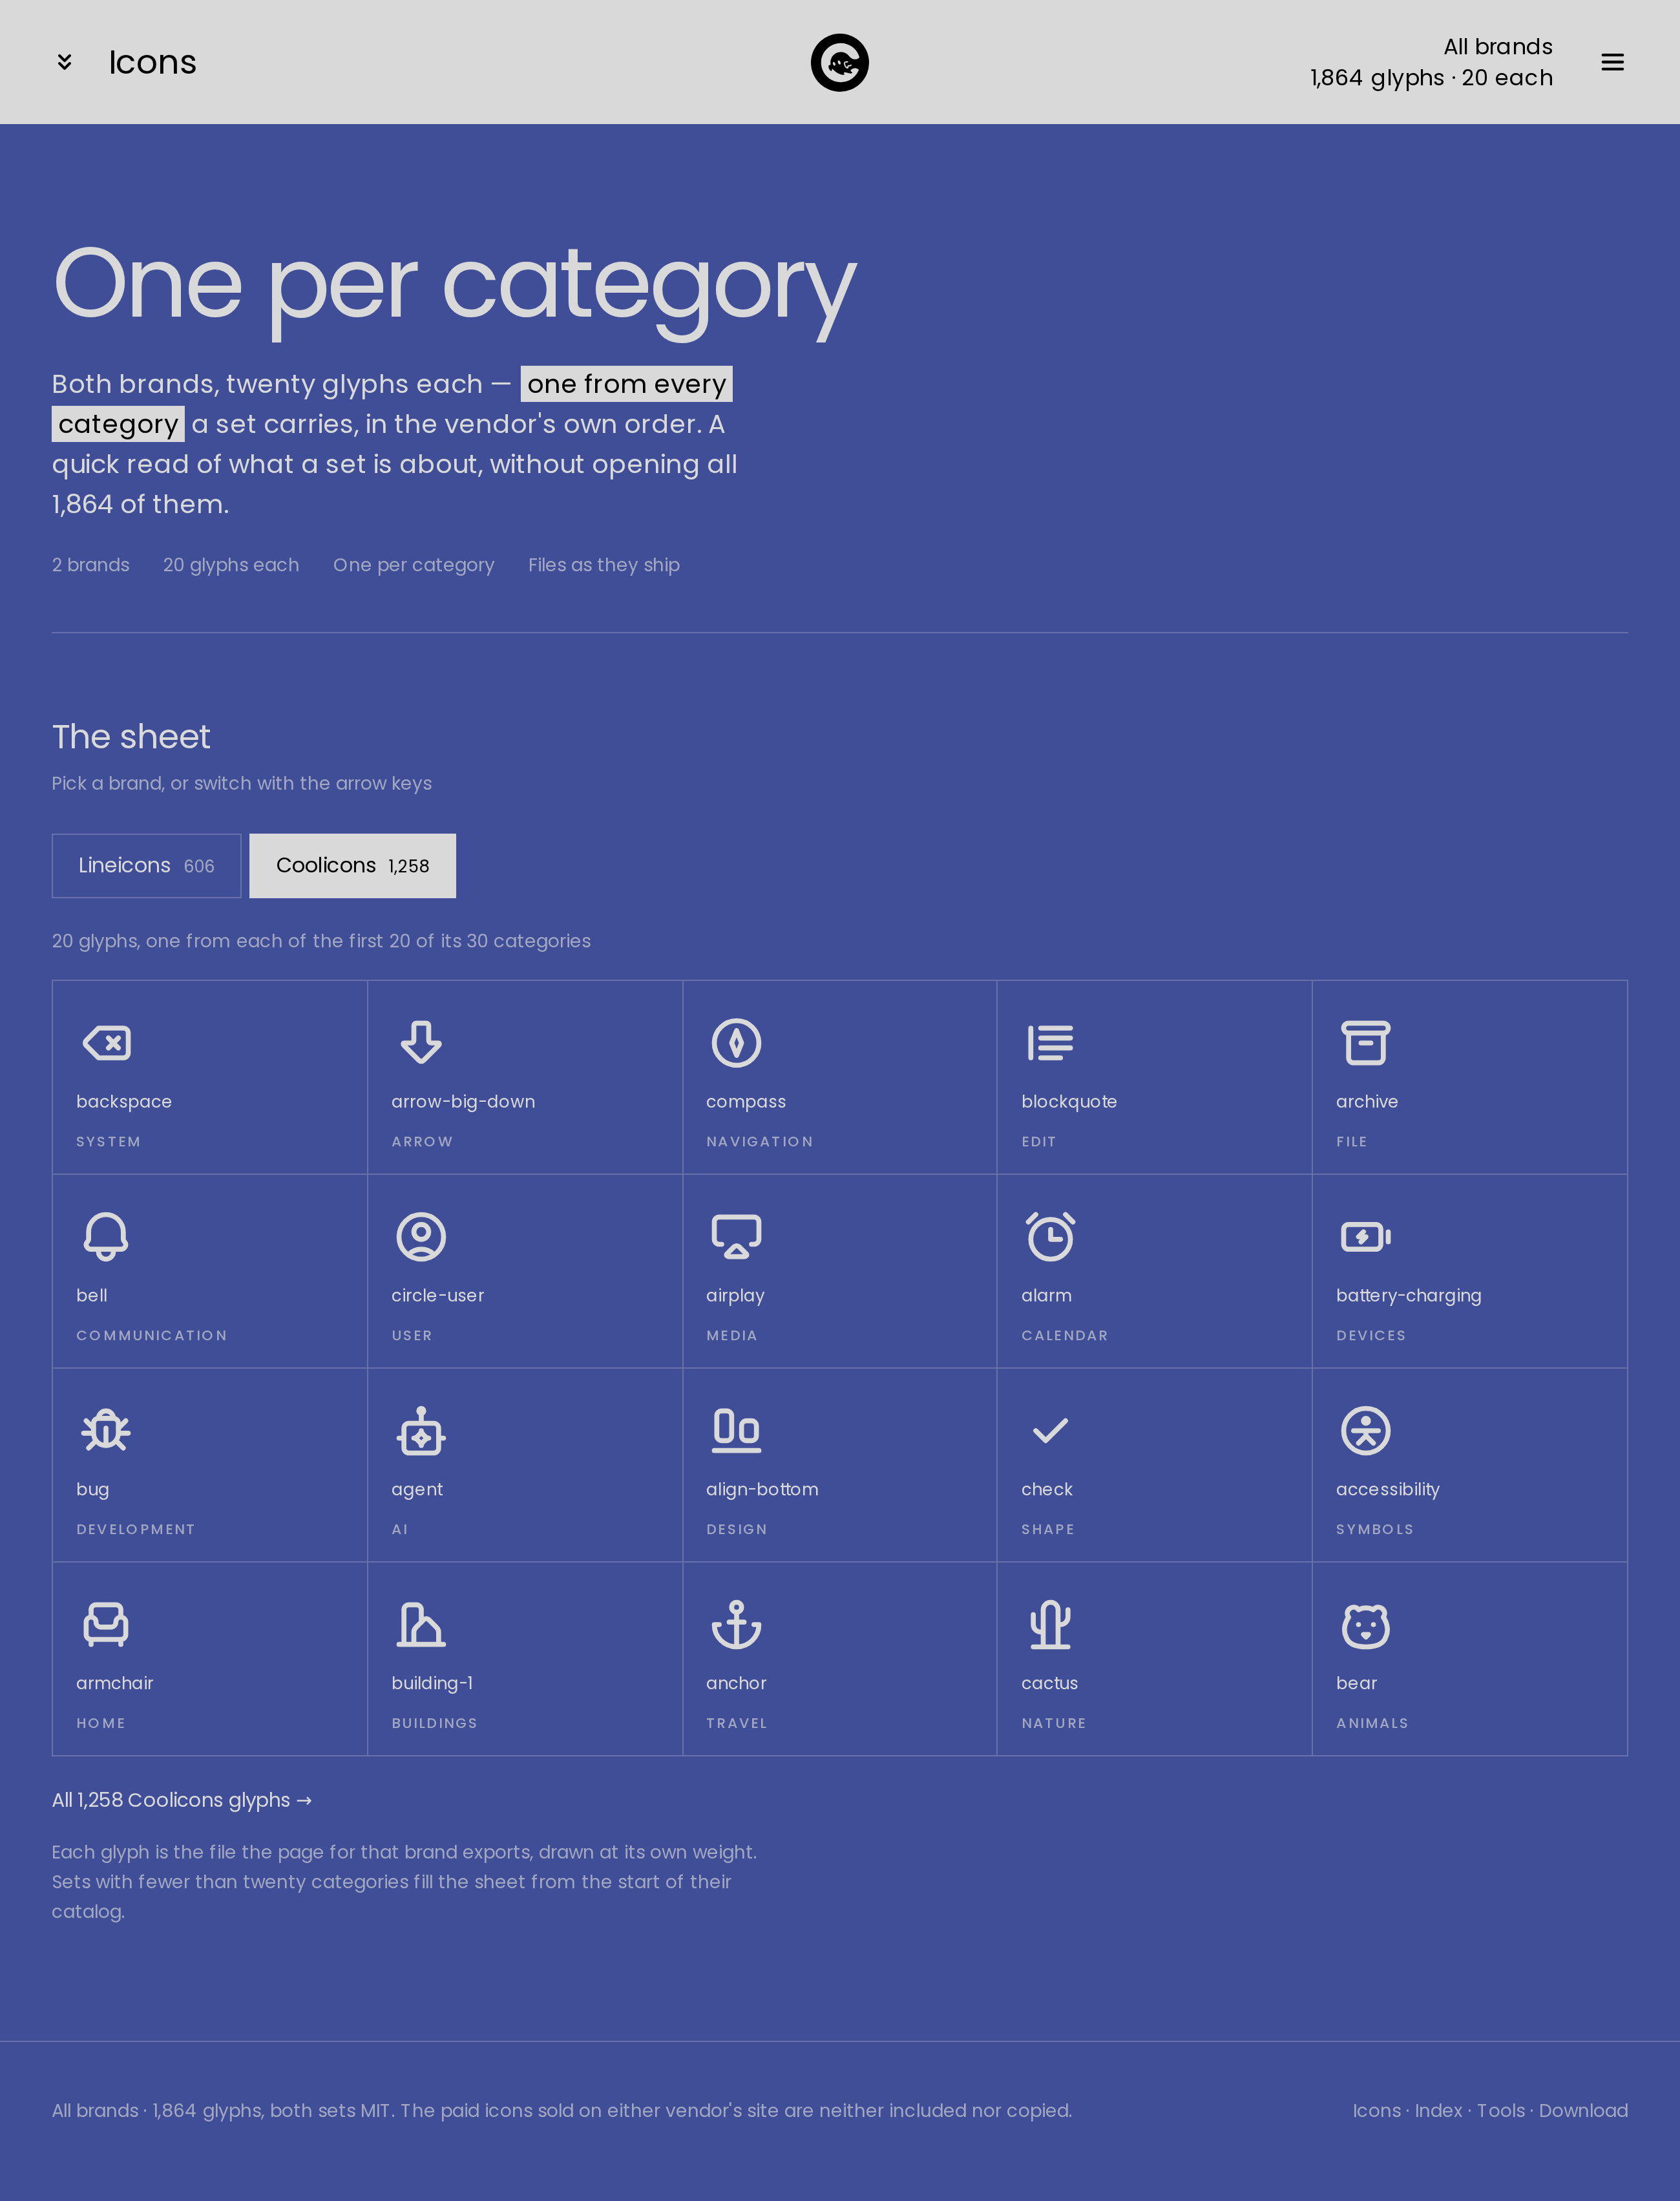 Icons
All brands
1,864 glyphs · 20 each
One per category
Both brands, twenty glyphs each — one from every
category a set carries, in the vendor's own order. A
quick read of what a set is about, without opening all
1,864 of them.
2 brands 20 glyphs each One per category Files as they ship
The sheet
Pick a brand, or switch with the arrow keys
Lineicons 606 Coolicons 1,258
20 glyphs, one from each of the first 20 of its 30 categories
backspace arrow-big-down compass blockquote archive
SYSTEM ARROW NAVIGATION EDIT FILE
bell circle-user airplay alarm battery-charging
COMMUNICATION USER MEDIA CALENDAR DEVICES
bug agent align-bottom check accessibility
DEVELOPMENT AI DESIGN SHAPE SYMBOLS
armchair building-1 anchor cactus bear
HOME BUILDINGS TRAVEL NATURE ANIMALS
All 1,258 Coolicons glyphs →
Each glyph is the file the page for that brand exports, drawn at its own weight.
Sets with fewer than twenty categories fill the sheet from the start of their
catalog.
All brands · 1,864 glyphs, both sets MIT. The paid icons sold on either vendor's site are neither included nor copied.
Icons · Index · Tools · Download